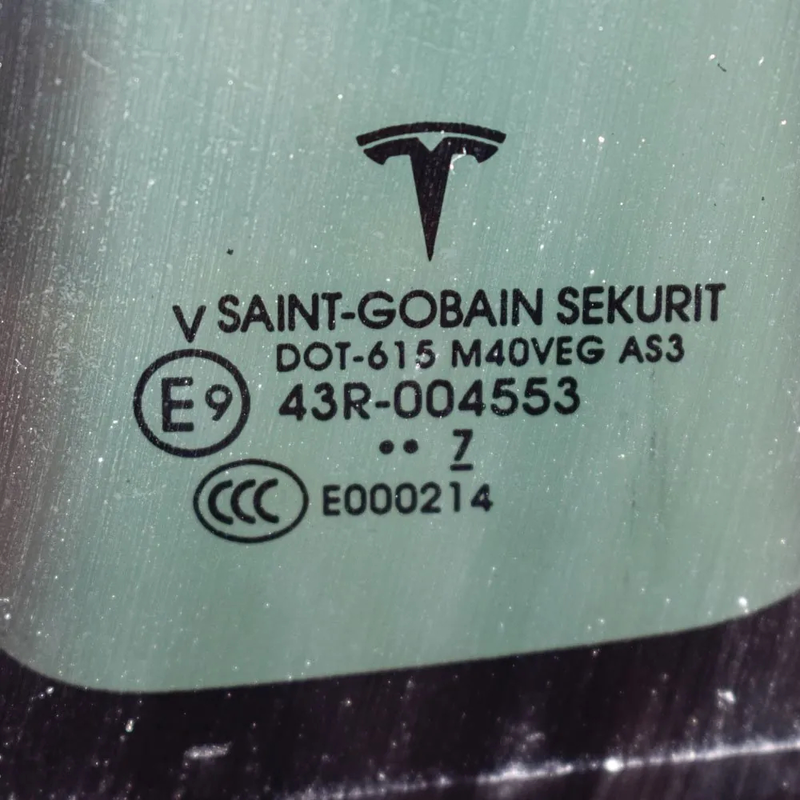 V SAINT-GOBAIN SEKURIT
DOT-615 M40VEG AS3
E9 43R-004553
•• 7
CCC E000214